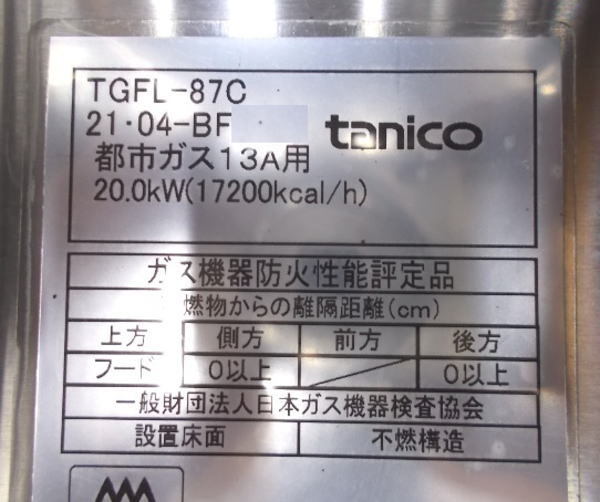 TGFL-87C
21・04-BF
tanico
都市ガス13A用
20.0kW(17200kcal/h)
ガス機器防火性能評定品
燃物からの離隔距離(cm)
上方 側方 前方 後方
フード 0以上 0以上
一般財団法人日本ガス機器検査協会
設置床面 不燃構造